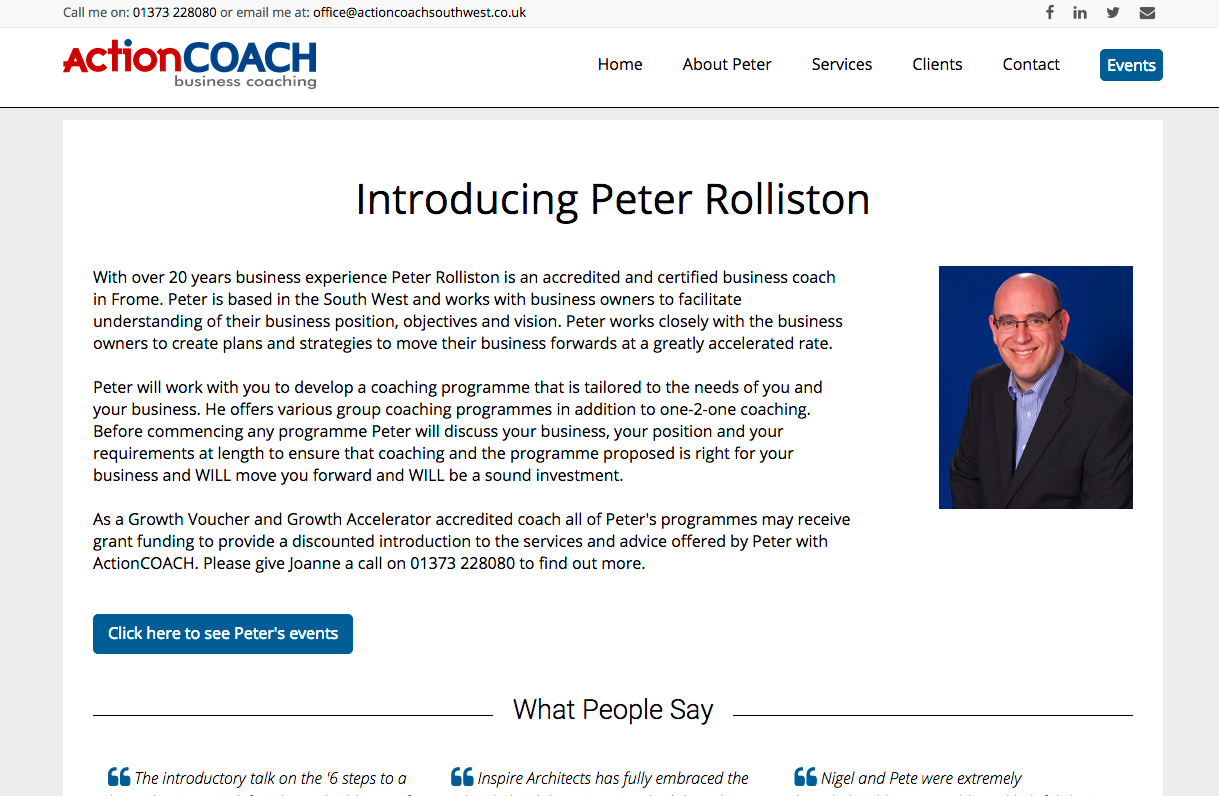 Call me on: 01373 228080 or email me at: office@actioncoachsouthwest.co.uk
ActionCOACH
business coaching
Home About Peter Services Clients Contact Events
Introducing Peter Rolliston
With over 20 years business experience Peter Rolliston is an accredited and certified business coach
in Frome. Peter is based in the South West and works with business owners to facilitate
understanding of their business position, objectives and vision. Peter works closely with the business
owners to create plans and strategies to move their business forwards at a greatly accelerated rate.
Peter will work with you to develop a coaching programme that is tailored to the needs of you and
your business. He offers various group coaching programmes in addition to one-2-one coaching.
Before commencing any programme Peter will discuss your business, your position and your
requirements at length to ensure that coaching and the programme proposed is right for your
business and WILL move you forward and WILL be a sound investment.
As a Growth Voucher and Growth Accelerator accredited coach all of Peter's programmes may receive
grant funding to provide a discounted introduction to the services and advice offered by Peter with
ActionCOACH. Please give Joanne a call on 01373 228080 to find out more.
Click here to see Peter's events
What People Say
The introductory talk on the '6 steps to a
Inspire Architects has fully embraced the
Nigel and Pete were extremely